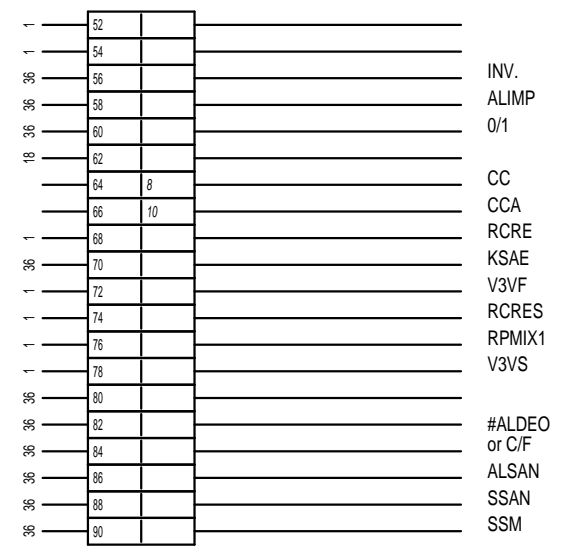 1 52
1 54
36 56 INV.
36 58 ALIMP
36 60 0/1
18 62
64 8 CC
66 10 CCA
1 68 RCRE
36 70 KSAE
1 72 V3VF
1 74 RCRES
1 76 RPMIX1
1 78 V3VS
36 80
36 82 #ALDEO
36 84 or C/F
36 86 ALSAN
36 88 SSAN
36 90 SSM